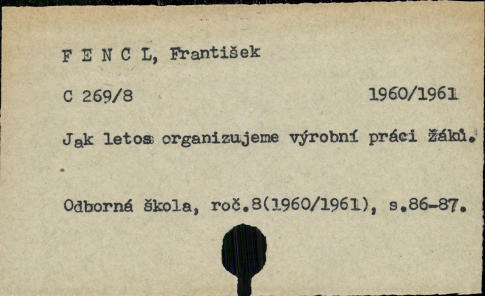 F E N C L, František
C 269/8 1960/1961
Jak letos organizujeme výrobní práci žáků.
Odborná škola, roč.8(1960/1961), s.86-87.